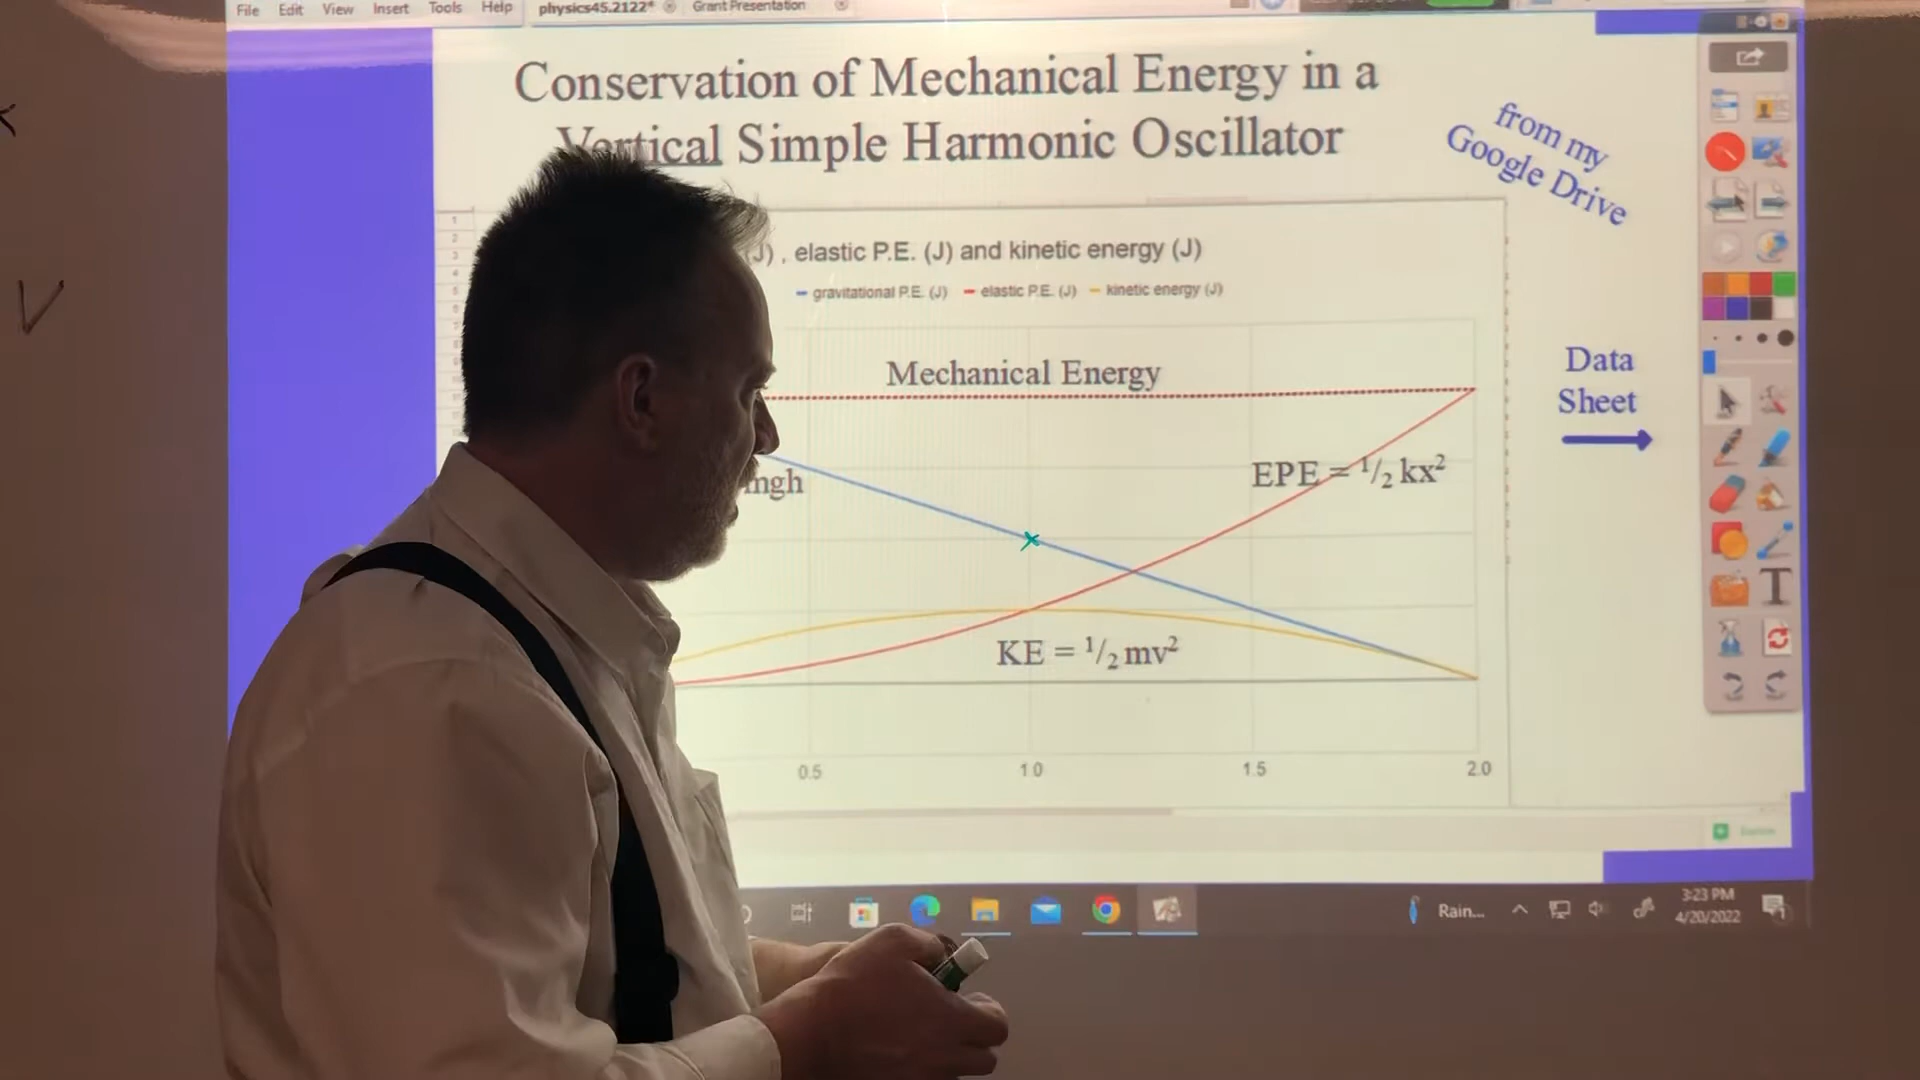 File Edit View Insert Tools Help physics45.2122* Grant Presentation
Conservation of Mechanical Energy in a
Vertical Simple Harmonic Oscillator
from my
Google Drive
(J) , elastic P.E. (J) and kinetic energy (J)
gravitational P.E. (J) elastic P.E. (J) kinetic energy (J)
Mechanical Energy
Data
Sheet
mgh
EPE = 1/2 kx²
KE = 1/2 mv²
0.5 1.0 1.5 2.0
V
T
Rain...
3:23 PM
4/20/2022